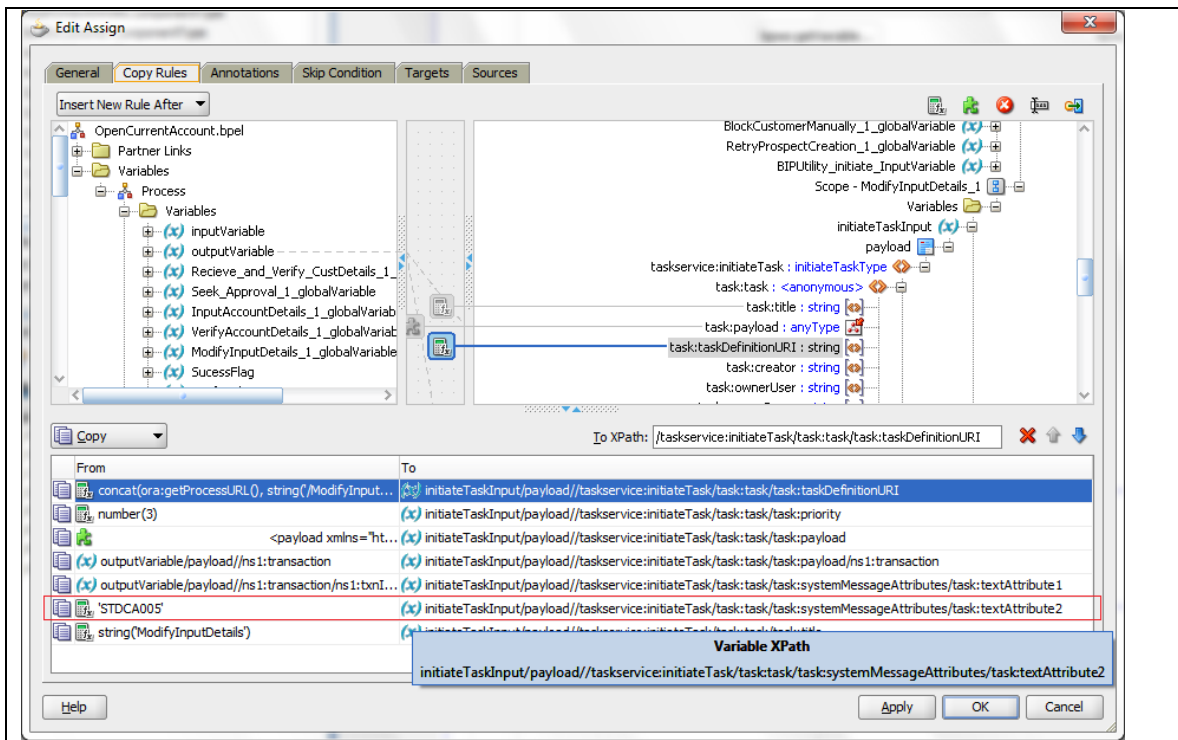 Edit Assign
General Copy Rules Annotations Skip Condition Targets Sources
Insert New Rule After
OpenCurrentAccount.bpel
Partner Links
Variables
Process
Variables
(x) inputVariable
(x) outputVariable
(x) Recieve_and_Verify_CustDetails_1_
(x) Seek_Approval_1_globalVariable
(x) InputAccountDetails_1_globalVariab
(x) VerifyAccountDetails_1_globalVariab
(x) ModifyInputDetails_1_globalVariable
(x) SucessFlag
BlockCustomerManually_1_globalVariable (x)
RetryProspectCreation_1_globalVariable (x)
BIPUtility_initiate_InputVariable (x)
Scope - ModifyInputDetails_1
Variables
initiateTaskInput (x)
payload
taskservice:initiateTask : initiateTaskType
task:task : <anonymous>
task:title : string
task:payload : anyType
task:taskDefinitionURI : string
task:creator : string
task:ownerUser : string
Copy
To XPath: /taskservice:initiateTask/task:task/task:taskDefinitionURI
From To
concat(ora:getProcessURL(), string('/ModifyInput... (x) initiateTaskInput/payload//taskservice:initiateTask/task:task/task:taskDefinitionURI
number(3) (x) initiateTaskInput/payload//taskservice:initiateTask/task:task/task:priority
<payload xmlns="ht... (x) initiateTaskInput/payload//taskservice:initiateTask/task:task/task:payload
(x) outputVariable/payload//ns1:transaction (x) initiateTaskInput/payload//taskservice:initiateTask/task:task/task:payload/ns1:transaction
(x) outputVariable/payload//ns1:transaction/ns1:txnI... (x) initiateTaskInput/payload//taskservice:initiateTask/task:task/task:systemMessageAttributes/task:textAttribute1
'STDCA005' (x) initiateTaskInput/payload//taskservice:initiateTask/task:task/task:systemMessageAttributes/task:textAttribute2
string('ModifyInputDetails') (x) initiateTaskInput/payload//taskservice:initiateTask/task:task/task:title
Variable XPath
initiateTaskInput/payload//taskservice:initiateTask/task:task/task:systemMessageAttributes/task:textAttribute2
Help Apply OK Cancel